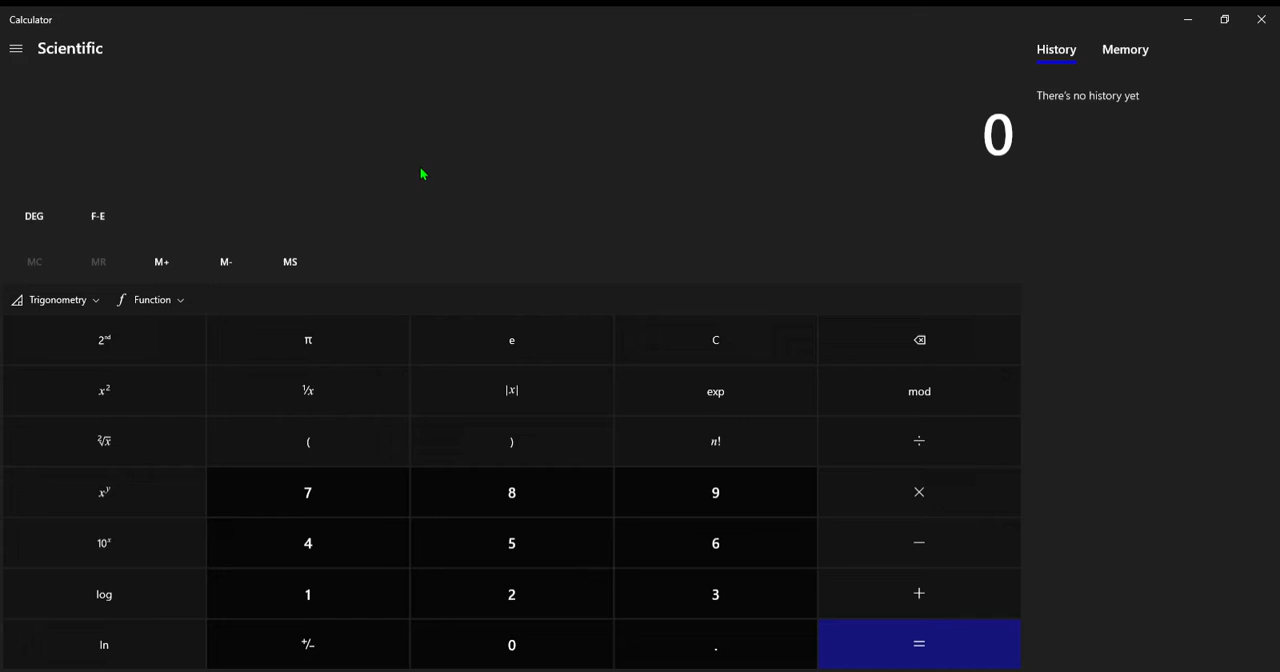 Calculator
Scientific
History Memory
There's no history yet
0
DEG F-E
MC MR M+ M- MS
Trigonometry Function
2ⁿᵈ π e C
x² ¹/x |x| exp mod
²√x ( ) n! ÷
xʸ 7 8 9 ×
10ˣ 4 5 6 −
log 1 2 3 +
ln +/− 0 . =